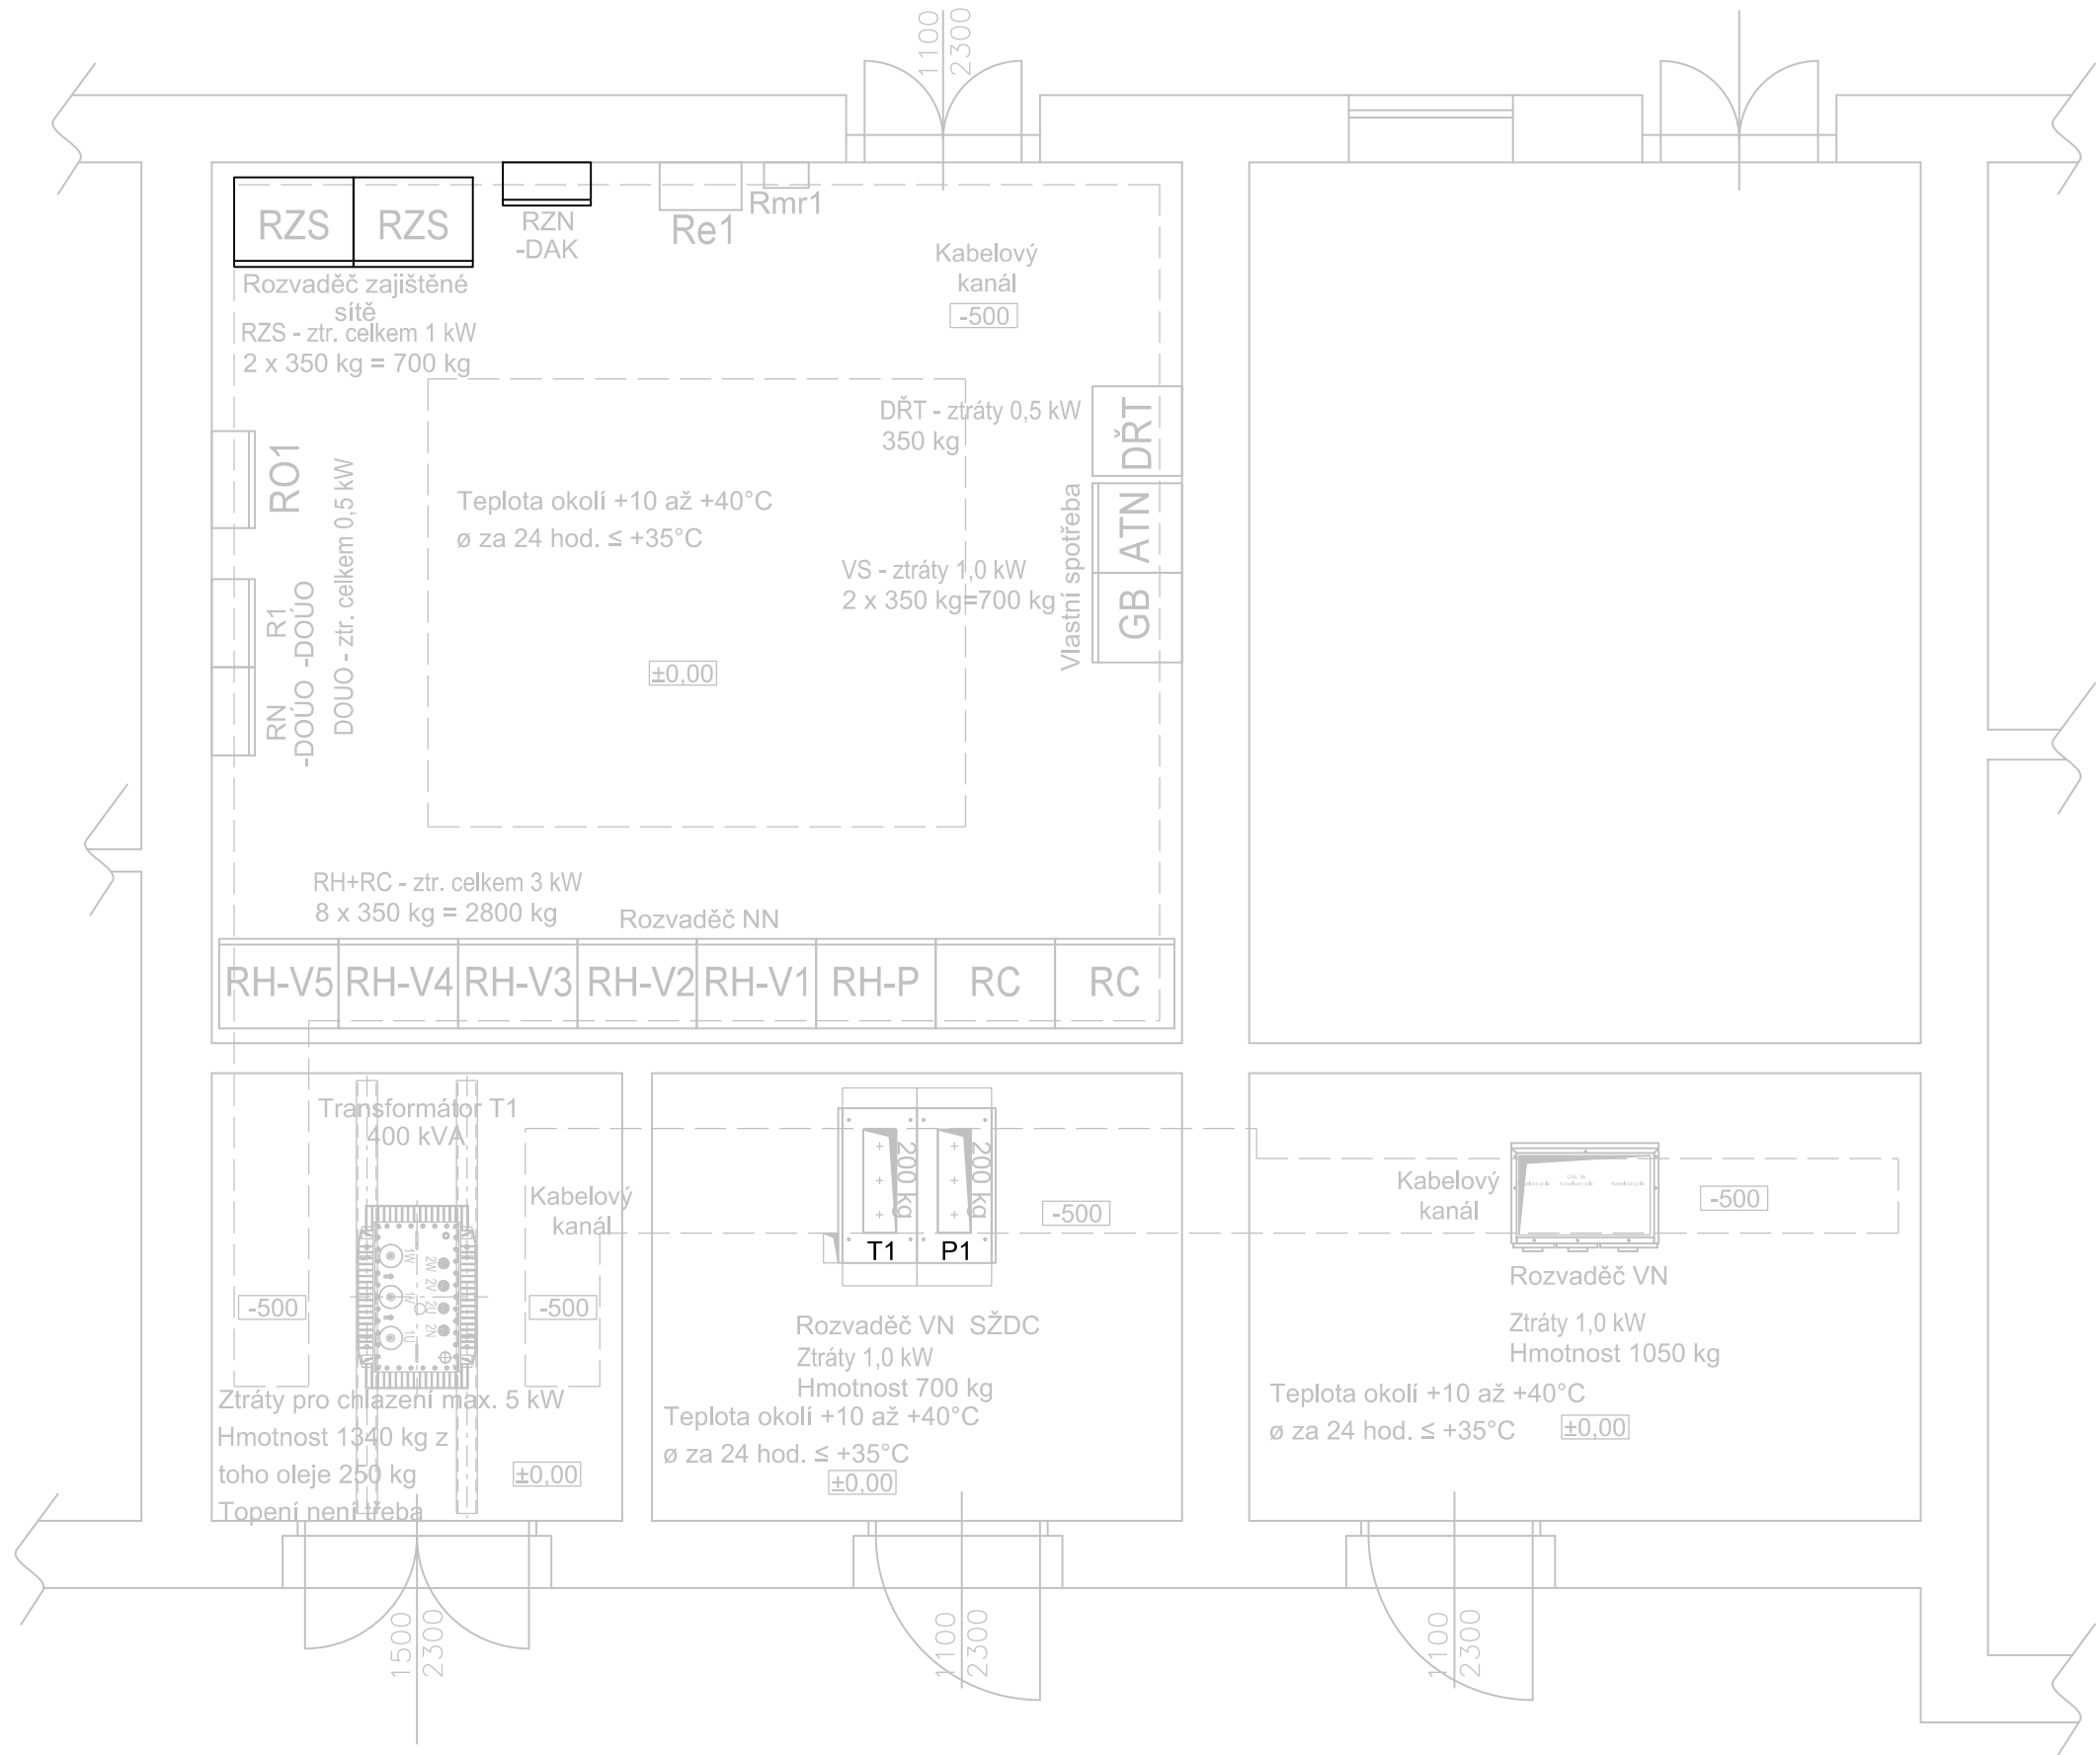 1100
2300
RZS
RZS
RZN
-DAK
Re1
Rmr1
Rozvaděč zajištěné
sítě
RZS - ztr. celkem 1 kW
2 x 350 kg = 700 kg
Kabelový
kanál
-500
DŘT - ztráty 0,5 kW
350 kg
DŘT
RO1
Teplota okolí +10 až +40°C
ø za 24 hod. ≤ +35°C
DOUO - ztr. celkem 0,5 kW
VS - ztráty 1,0 kW
2 x 350 kg=700 kg
Vlastní spotřeba
ATN
GB
R1
-DOÚO
RN
-DOÚO
±0,00
RH+RC - ztr. celkem 3 kW
8 x 350 kg = 2800 kg
Rozvaděč NN
RH-V5
RH-V4
RH-V3
RH-V2
RH-V1
RH-P
RC
RC
Transformátor T1
400 kVA
Kabelový
kanál
-500
-500
1W
1V
1U
2W
2V
2U
2N
Ztráty pro chlazení max. 5 kW
Hmotnost 1340 kg z
toho oleje 250 kg
Topení není třeba
±0,00
200 kg
200 kg
T1
P1
-500
Rozvaděč VN SŽDC
Ztráty 1,0 kW
Hmotnost 700 kg
Teplota okolí +10 až +40°C
ø za 24 hod. ≤ +35°C
±0,00
Kabelový
kanál
-500
Rozvaděč VN
Ztráty 1,0 kW
Hmotnost 1050 kg
Teplota okolí +10 až +40°C
ø za 24 hod. ≤ +35°C
±0,00
1500
2300
1100
2300
1100
2300